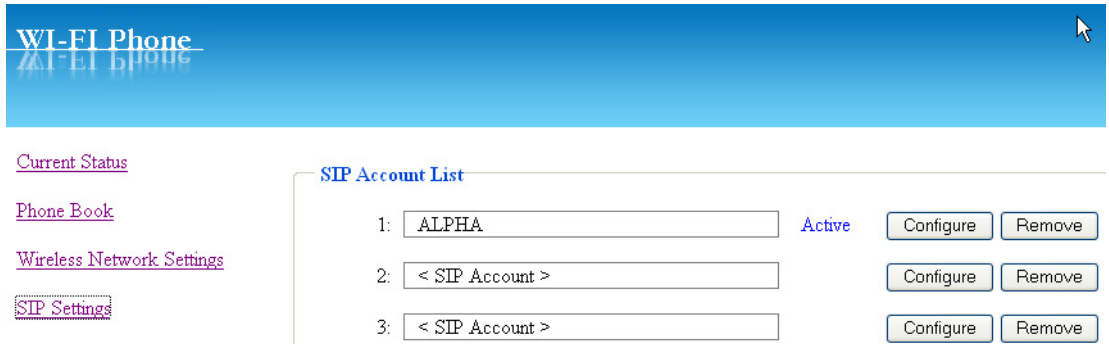 WI-FI Phone
Current Status
Phone Book
Wireless Network Settings
SIP Settings
SIP Account List
1: ALPHA Active Configure Remove
2: < SIP Account > Configure Remove
3: < SIP Account > Configure Remove